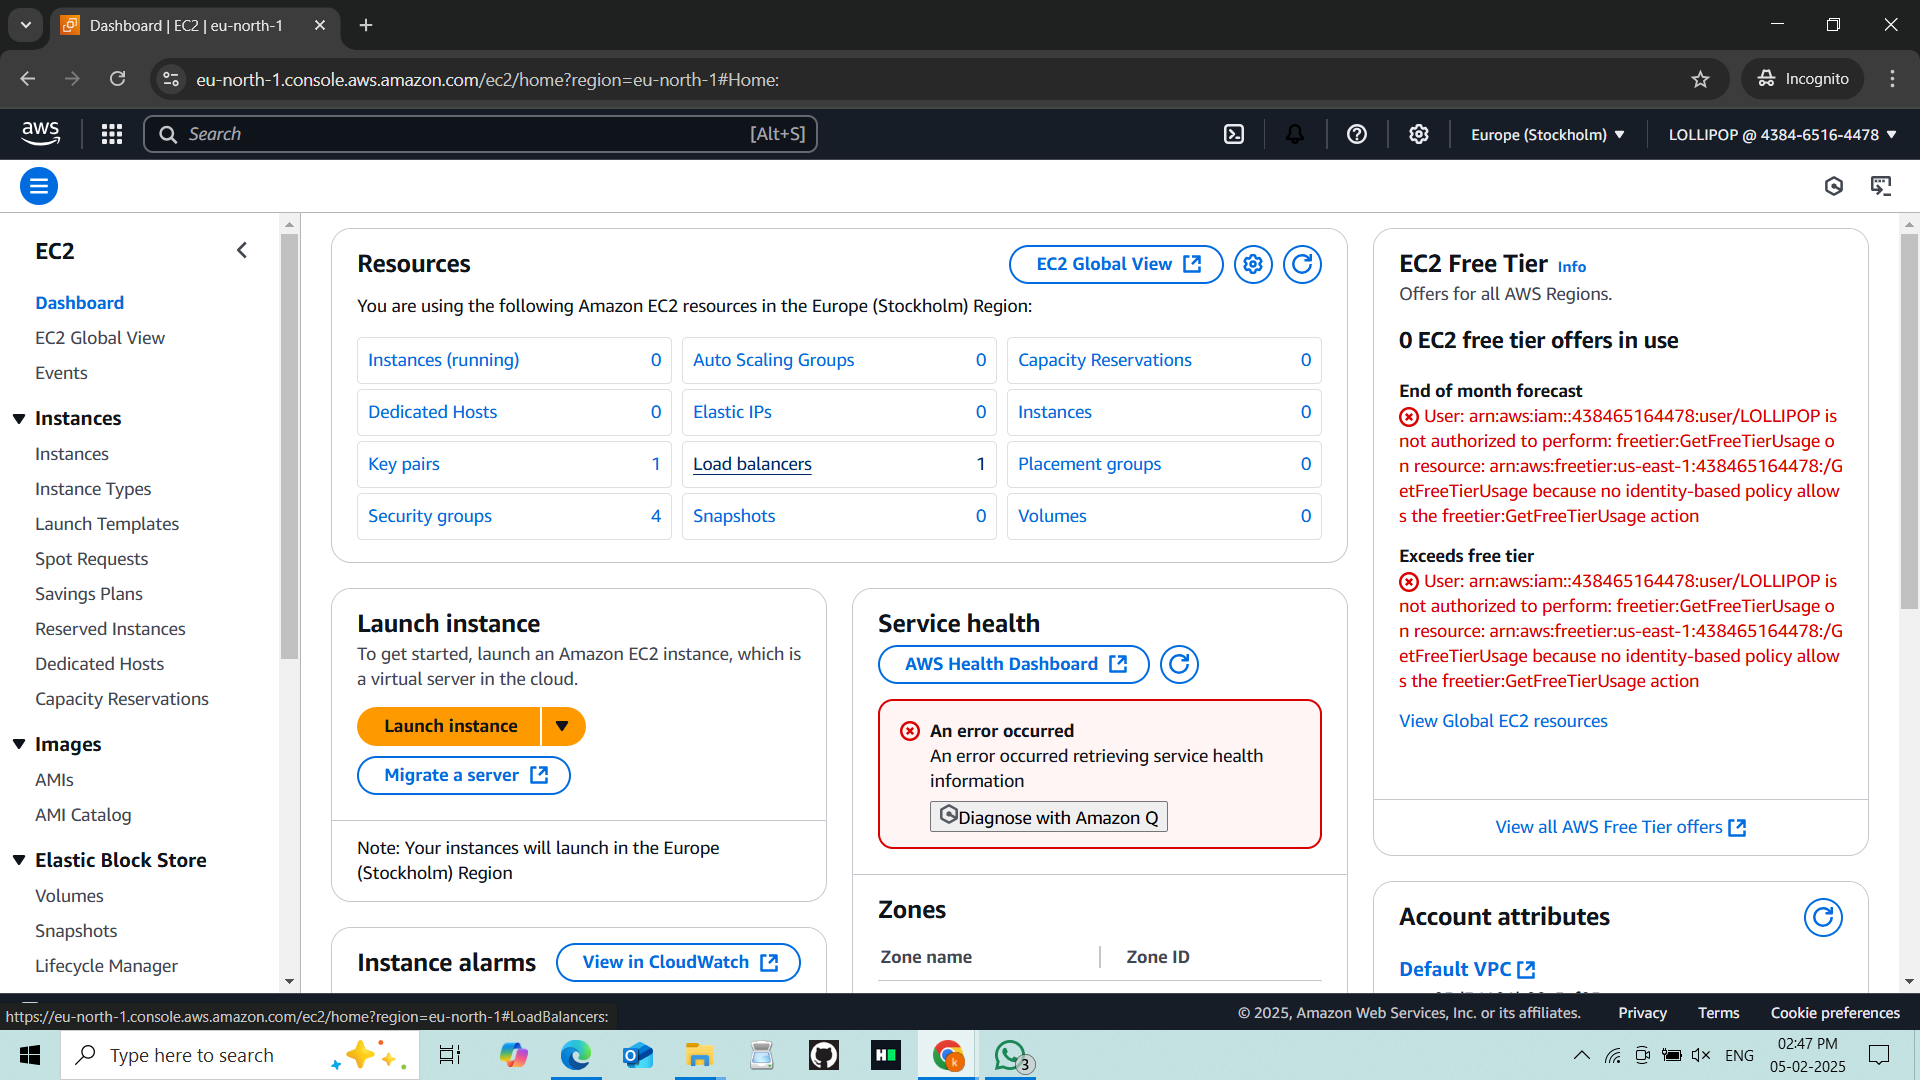 Dashboard | EC2 | eu-north-1
eu-north-1.console.aws.amazon.com/ec2/home?region=eu-north-1#Home:
Incognito
aws
Search
[Alt+S]
Europe (Stockholm)
LOLLIPOP @ 4384-6516-4478
EC2
Dashboard
EC2 Global View
Events
Instances
Instances
Instance Types
Launch Templates
Spot Requests
Savings Plans
Reserved Instances
Dedicated Hosts
Capacity Reservations
Images
AMIs
AMI Catalog
Elastic Block Store
Volumes
Snapshots
Lifecycle Manager
Resources
EC2 Global View
You are using the following Amazon EC2 resources in the Europe (Stockholm) Region:
Instances (running) 0
Auto Scaling Groups 0
Capacity Reservations 0
Dedicated Hosts 0
Elastic IPs 0
Instances 0
Key pairs 1
Load balancers 1
Placement groups 0
Security groups 4
Snapshots 0
Volumes 0
Launch instance
To get started, launch an Amazon EC2 instance, which is
a virtual server in the cloud.
Launch instance
Migrate a server
Note: Your instances will launch in the Europe
(Stockholm) Region
Instance alarms
View in CloudWatch
Service health
AWS Health Dashboard
An error occurred
An error occurred retrieving service health
information
Diagnose with Amazon Q
Zones
Zone name
Zone ID
EC2 Free Tier Info
Offers for all AWS Regions.
0 EC2 free tier offers in use
End of month forecast
User: arn:aws:iam::438465164478:user/LOLLIPOP is
not authorized to perform: freetier:GetFreeTierUsage o
n resource: arn:aws:freetier:us-east-1:438465164478:/G
etFreeTierUsage because no identity-based policy allow
s the freetier:GetFreeTierUsage action
Exceeds free tier
User: arn:aws:iam::438465164478:user/LOLLIPOP is
not authorized to perform: freetier:GetFreeTierUsage o
n resource: arn:aws:freetier:us-east-1:438465164478:/G
etFreeTierUsage because no identity-based policy allow
s the freetier:GetFreeTierUsage action
View Global EC2 resources
View all AWS Free Tier offers
Account attributes
Default VPC
https://eu-north-1.console.aws.amazon.com/ec2/home?region=eu-north-1#LoadBalancers:
© 2025, Amazon Web Services, Inc. or its affiliates.
Privacy
Terms
Cookie preferences
Type here to search
H
k
3
ENG
02:47 PM
05-02-2025